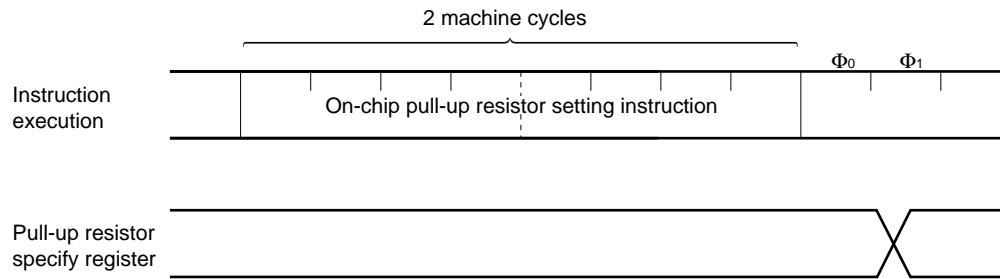 2 machine cycles
Φ0 Φ1
Instruction
execution
On-chip pull-up resistor setting instruction
Pull-up resistor
specify register